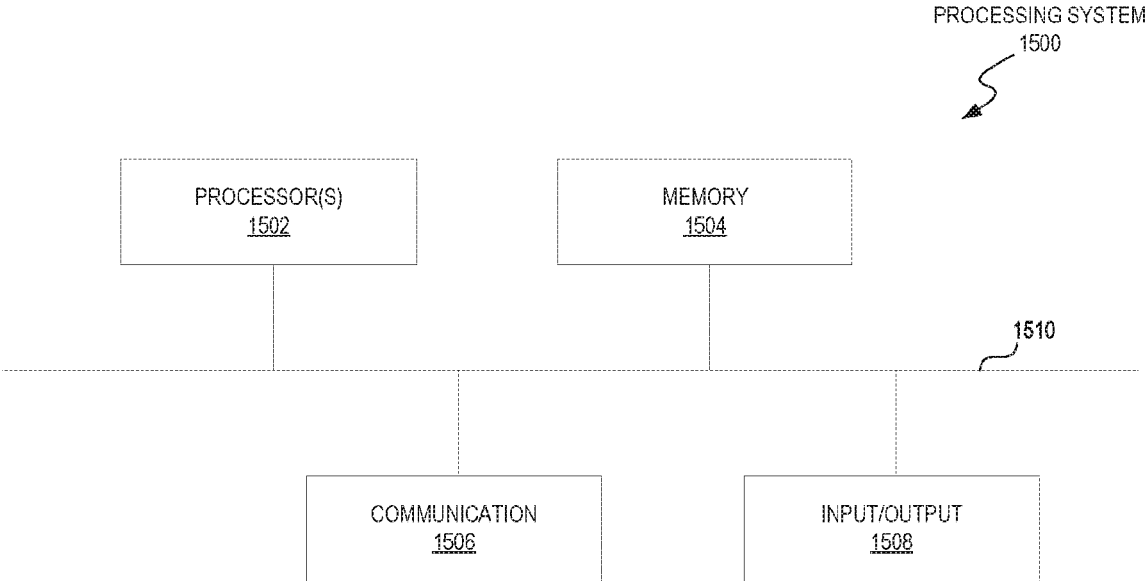 PROCESSING SYSTEM
1500
PROCESSOR(S)
1502
MEMORY
1504
1510
COMMUNICATION
1506
INPUT/OUTPUT
1508